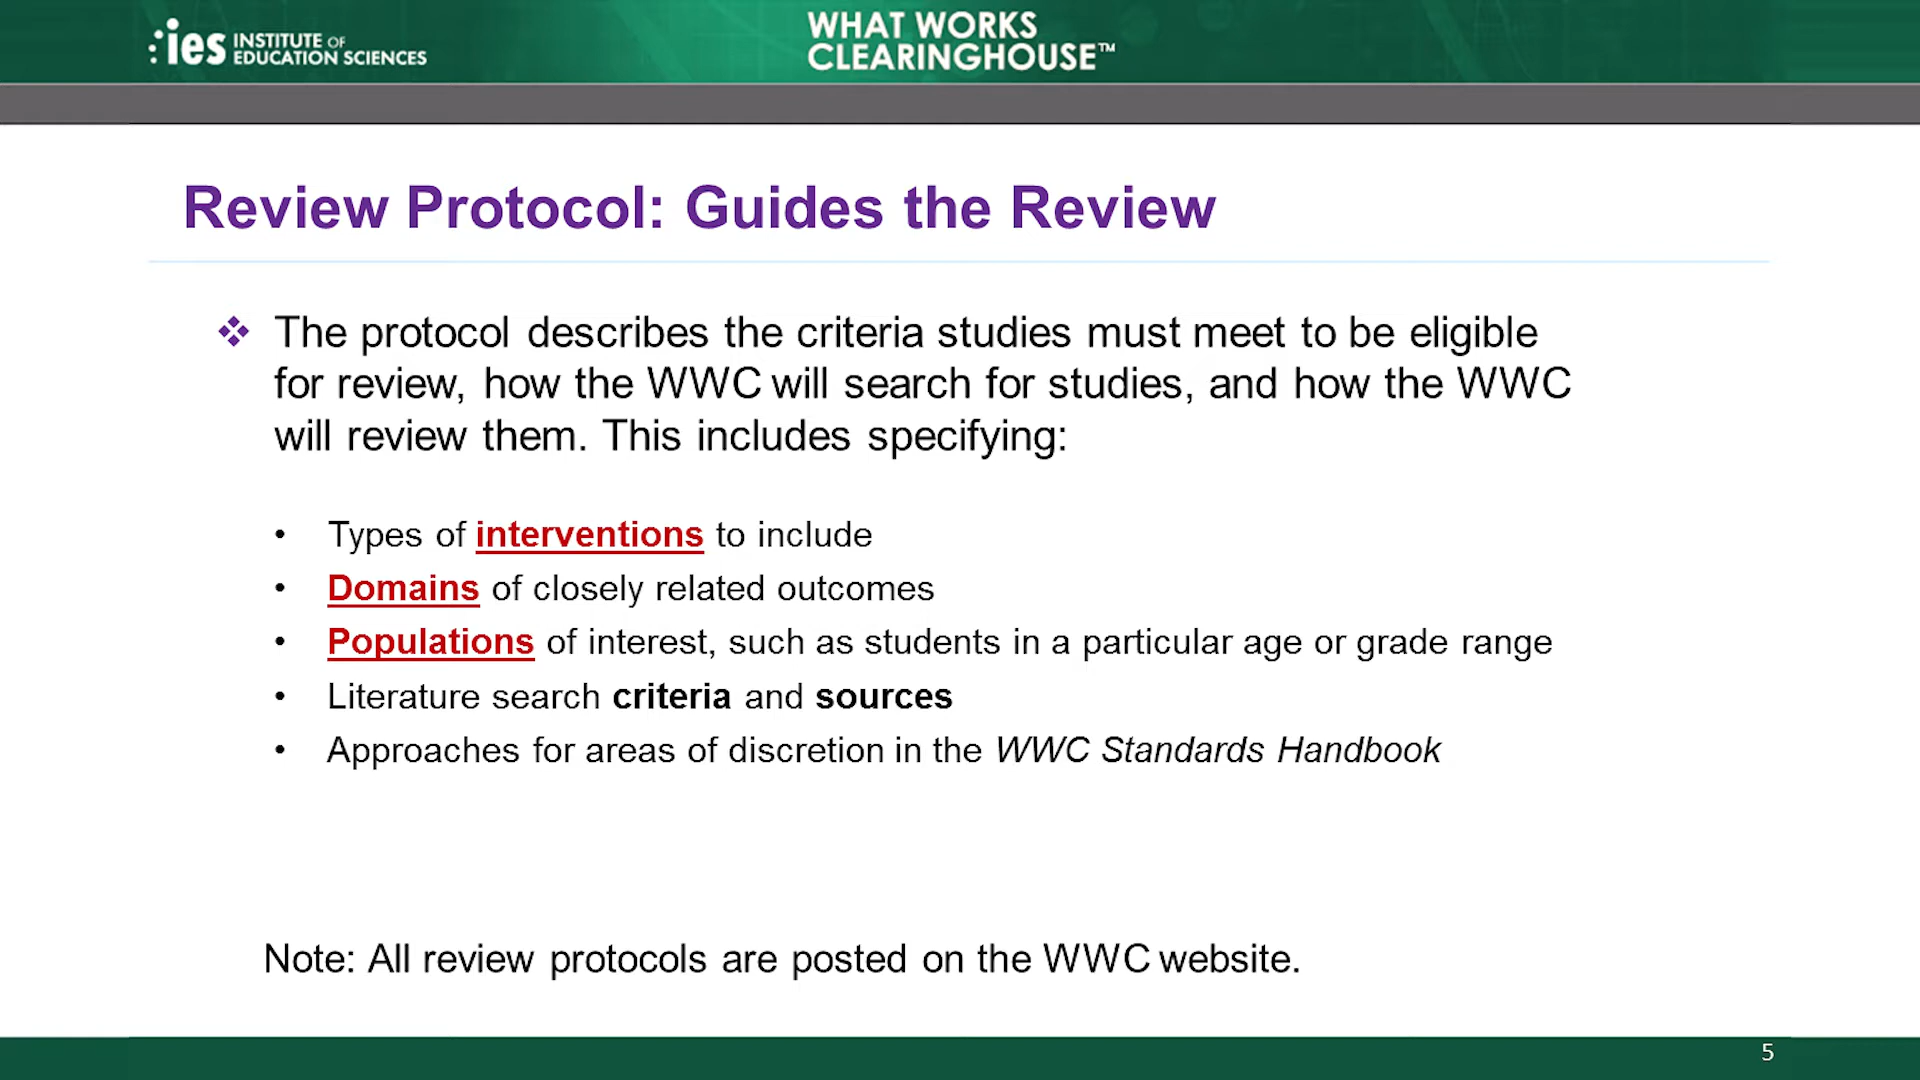 ies INSTITUTE OF
EDUCATION SCIENCES
WHAT WORKS
CLEARINGHOUSE™
Review Protocol: Guides the Review
❖ The protocol describes the criteria studies must meet to be eligible
for review, how the WWC will search for studies, and how the WWC
will review them. This includes specifying:
• Types of interventions to include
• Domains of closely related outcomes
• Populations of interest, such as students in a particular age or grade range
• Literature search criteria and sources
• Approaches for areas of discretion in the WWC Standards Handbook
Note: All review protocols are posted on the WWC website.
5